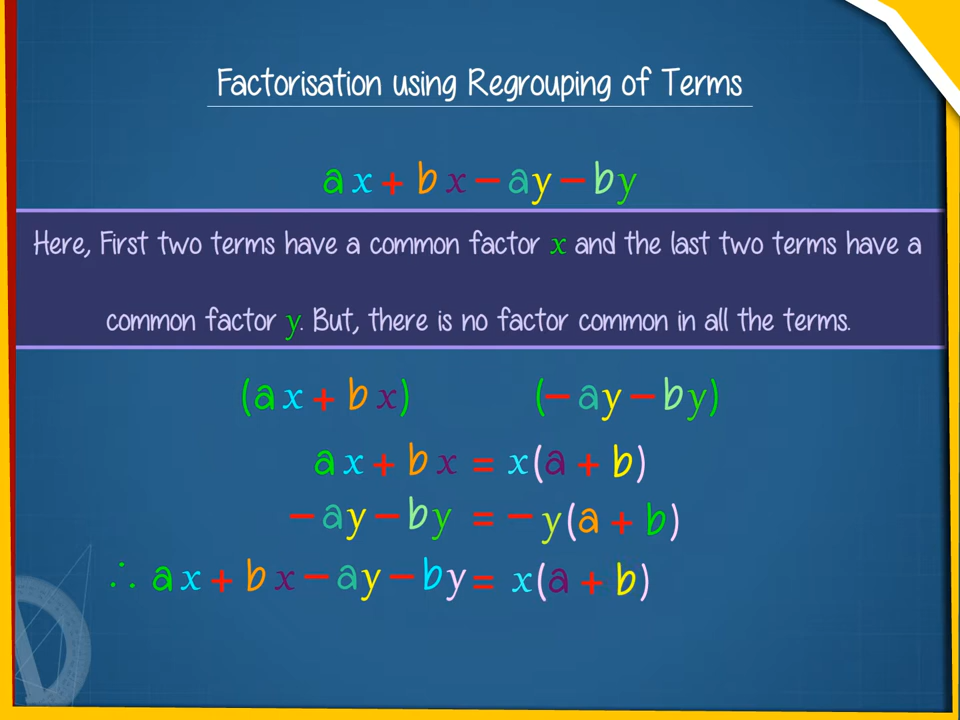 Factorisation using Regrouping of Terms
ax + bx − ay − by
Here, First two terms have a common factor x and the last two terms have a
common factor y. But, there is no factor common in all the terms.
(ax + bx) (− ay − by)
ax + bx = x(a + b)
− ay − by = − y(a + b)
∴ ax + bx − ay − by = x(a + b)